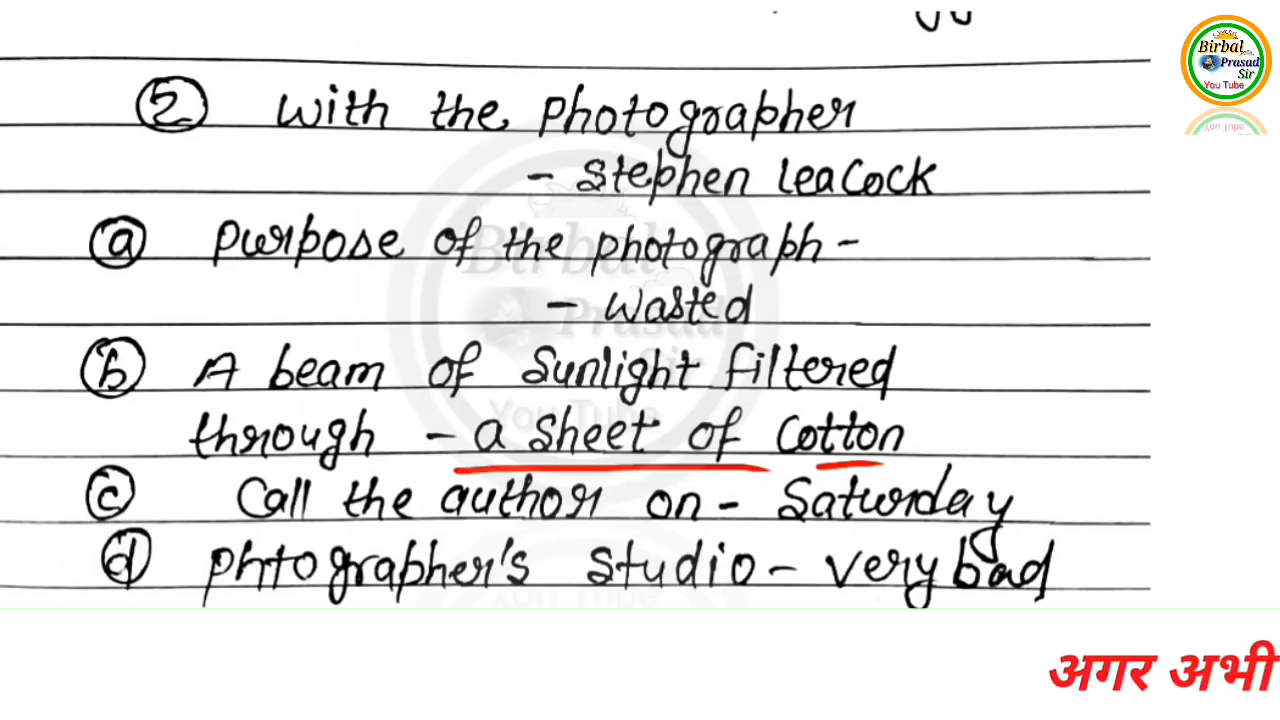 Birbal
Prasad
Sir
You Tube
② With the Photographer
- Stephen Leacock
ⓐ Purpose of the photograph -
- Wasted
ⓑ A beam of Sunlight filtered
through - a sheet of Cotton
ⓒ Call the author on - Saturday
ⓓ phtographer's studio - very bad
अगर अभी